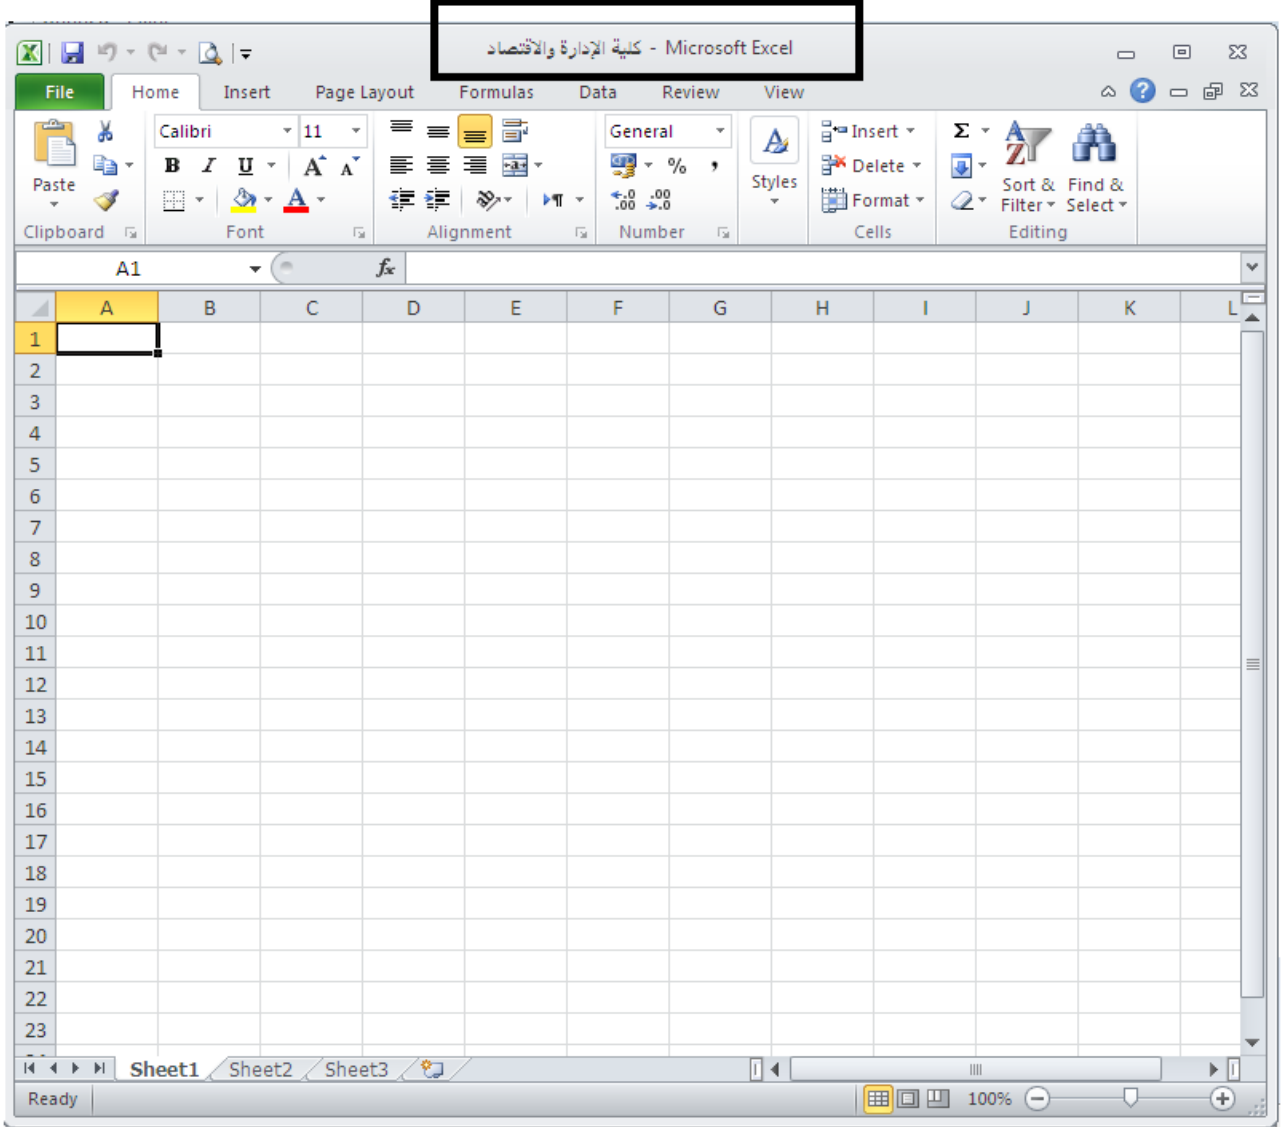 كلية الإدارة والاقتصاد - Microsoft Excel
File Home Insert Page Layout Formulas Data Review View
Calibri 11 General Insert Σ
Paste B I U A A % , Styles Delete Sort & Filter Find & Select
A .00 .0 Format
Clipboard Font Alignment Number Cells Editing
A1 fx
A B C D E F G H I J K L
1
2
3
4
5
6
7
8
9
10
11
12
13
14
15
16
17
18
19
20
21
22
23
Sheet1 Sheet2 Sheet3
Ready 100%